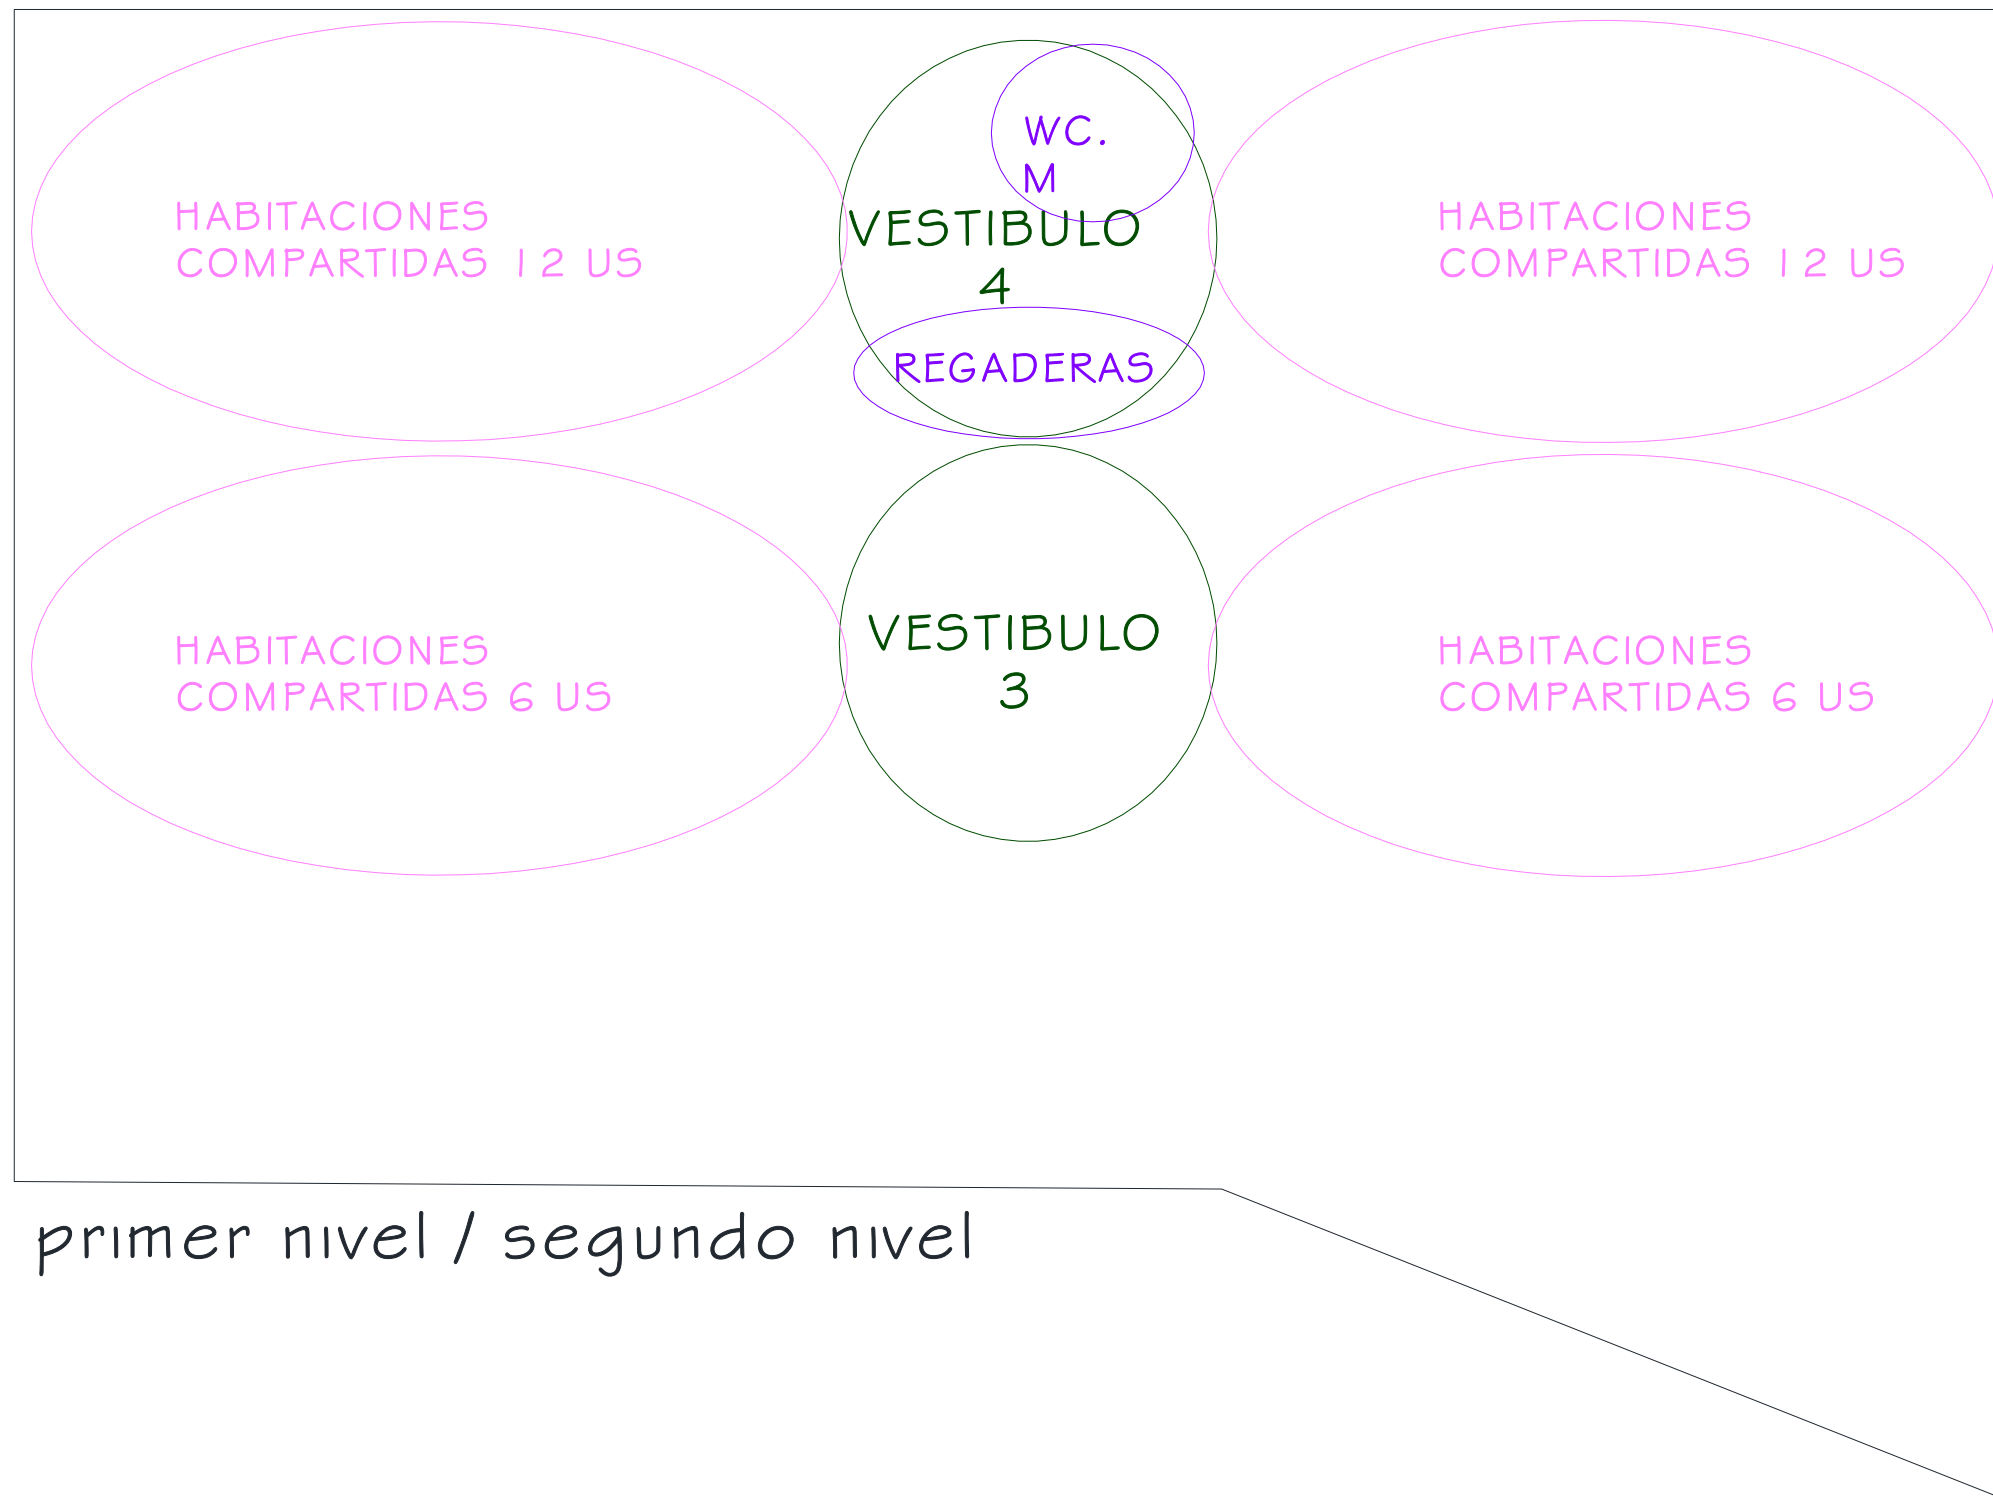 HABITACIONES
COMPARTIDAS 12 US
WC.
M
VESTIBULO
4
REGADERAS
HABITACIONES
COMPARTIDAS 12 US
HABITACIONES
COMPARTIDAS 6 US
VESTIBULO
3
HABITACIONES
COMPARTIDAS 6 US
primer nivel / segundo nivel